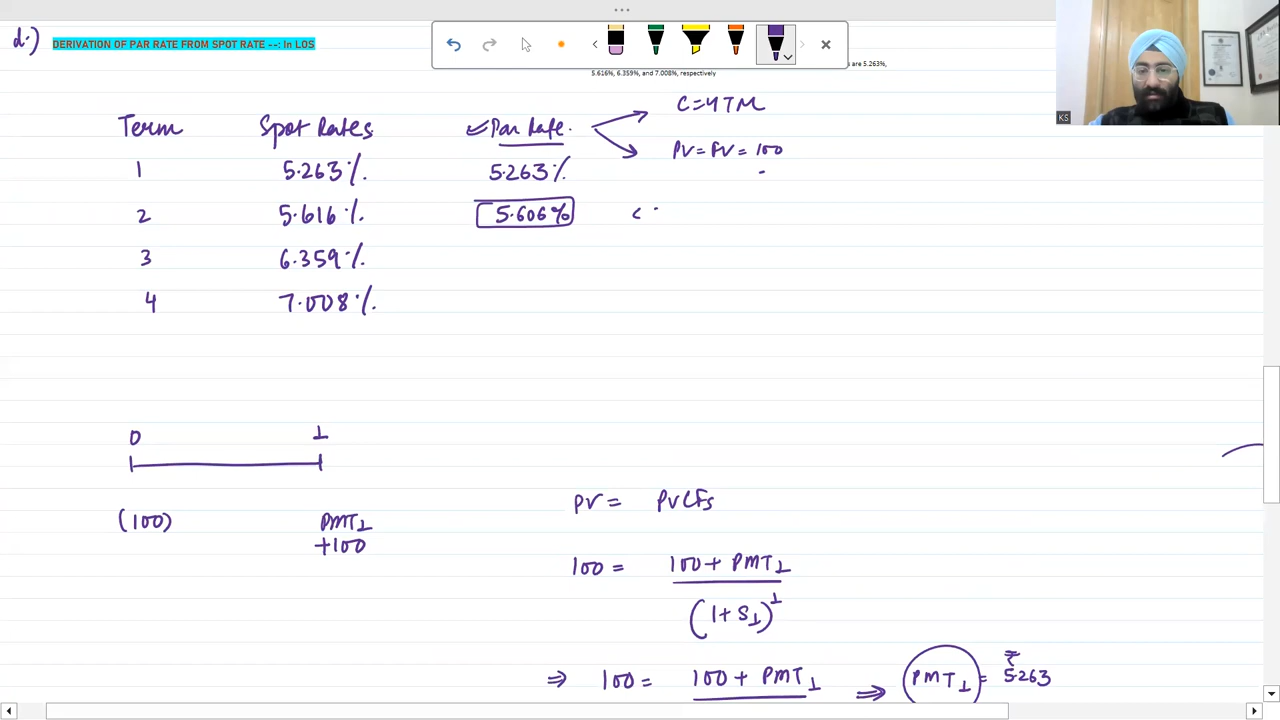 d.) DERIVATION OF PAR RATE FROM SPOT RATE --: In LOS
s are 5.263%,
5.616%, 6.359%, and 7.008%, respectively
C = YTM
Term Spot Rates ✓Par Rate.
PV = FV = 100
1 5.263% 5.263%
2 5.616% 5.606% <
3 6.359%
4 7.008%
KS
0 1
(100) PMT1
+100
PV = PVCFs
100 = 100 + PMT1
(1 + S1)^1
⇒ 100 = 100 + PMT1 ⇒ PMT1 = ₹ 5.263